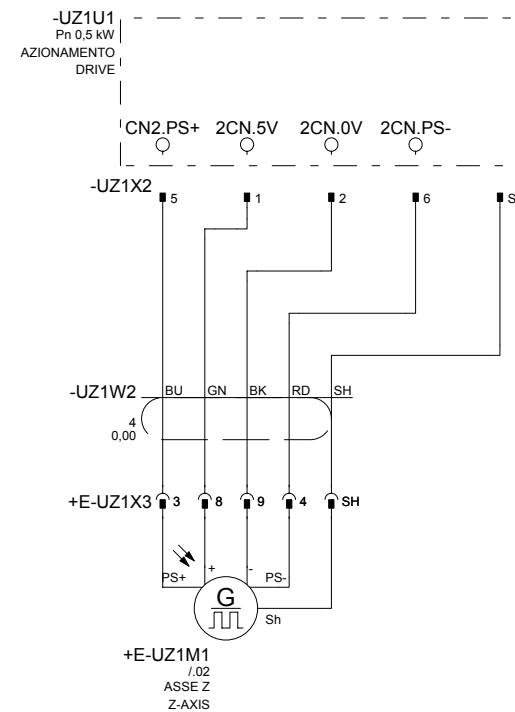 -UZ1U1
Pn 0,5 kW
AZIONAMENTO
DRIVE
CN2.PS+ 2CN.5V 2CN.0V 2CN.PS-
-UZ1X2
5 1 2 6 S
-UZ1W2 BU GN BK RD SH
4
0,00
+E-UZ1X3 3 8 9 4 SH
PS+ + - PS-
G
Sh
+E-UZ1M1
/.02
ASSE Z
Z-AXIS